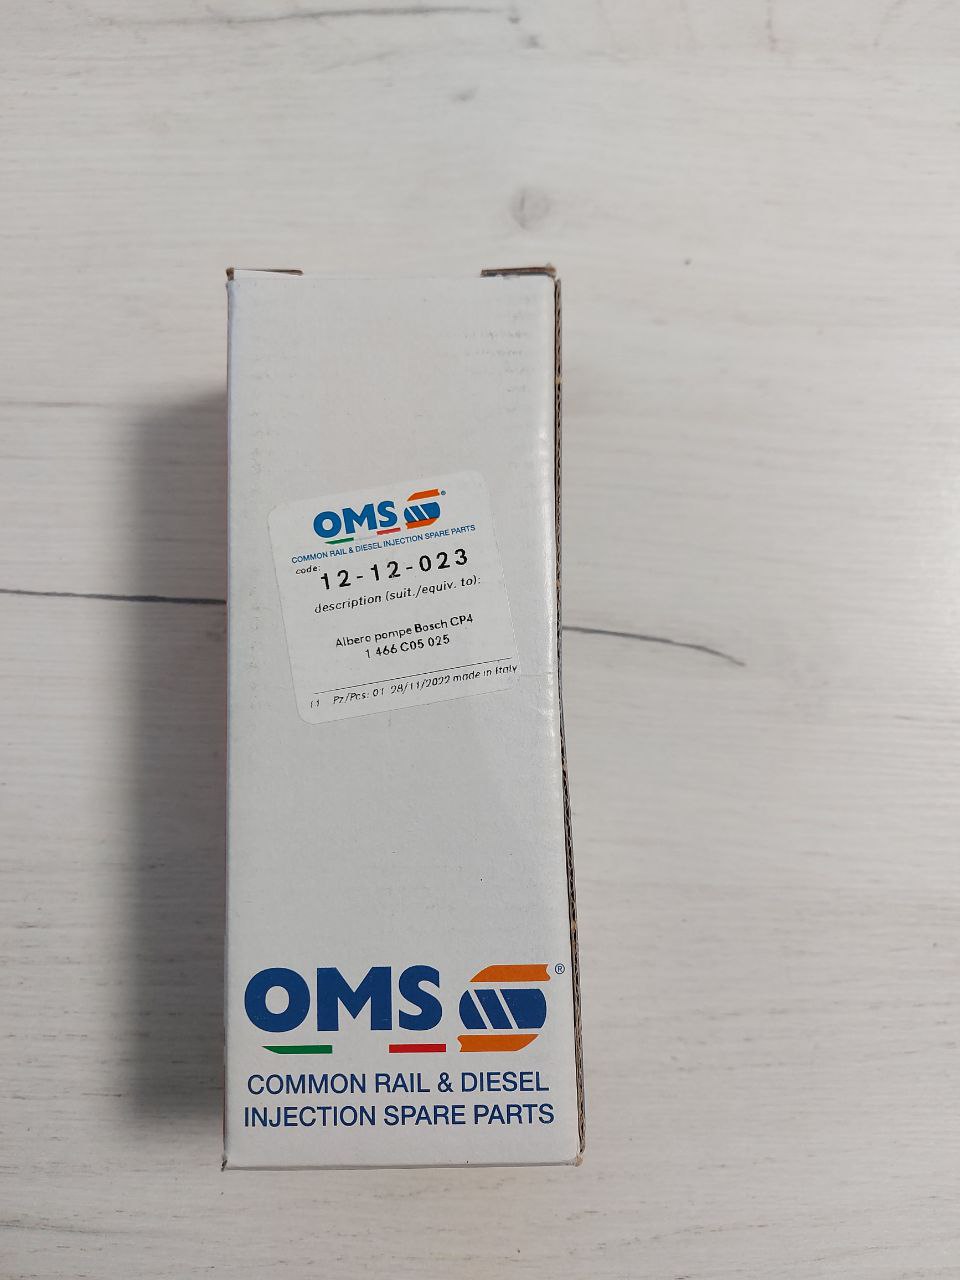 OMS®
COMMON RAIL & DIESEL INJECTION SPARE PARTS
code: 12-12-023
description (suit./equiv. to):
Albero pompe Bosch CP4
1 466 C05 025
11 Pz/Pcs: 01 28/11/2022 made in Italy
OMS®
COMMON RAIL & DIESEL
INJECTION SPARE PARTS